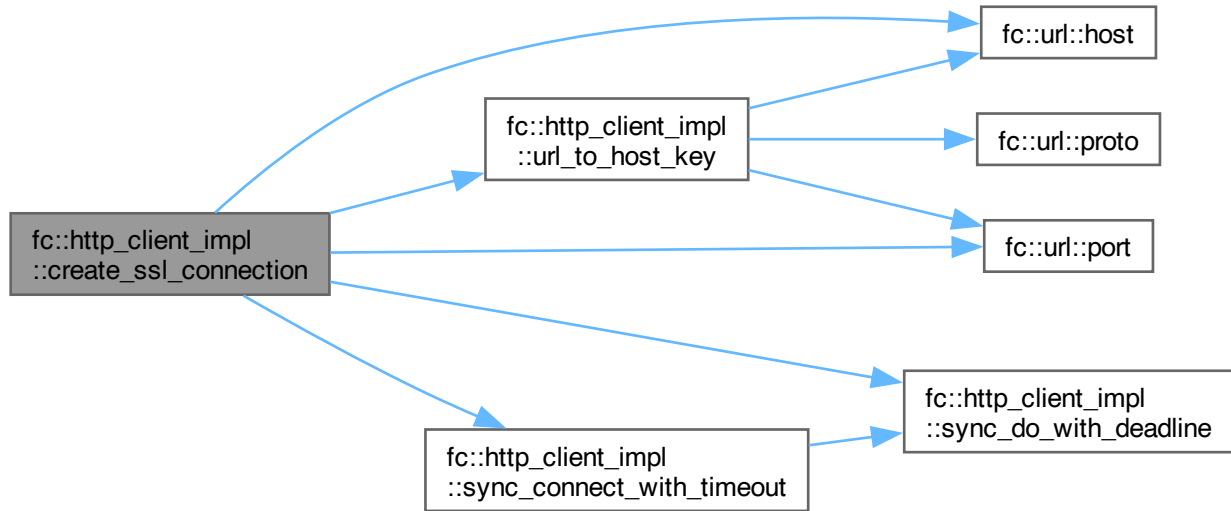 fc::http_client_impl
::create_ssl_connection
fc::url::host
fc::http_client_impl
::url_to_host_key
fc::url::proto
fc::url::port
fc::http_client_impl
::sync_do_with_deadline
fc::http_client_impl
::sync_connect_with_timeout